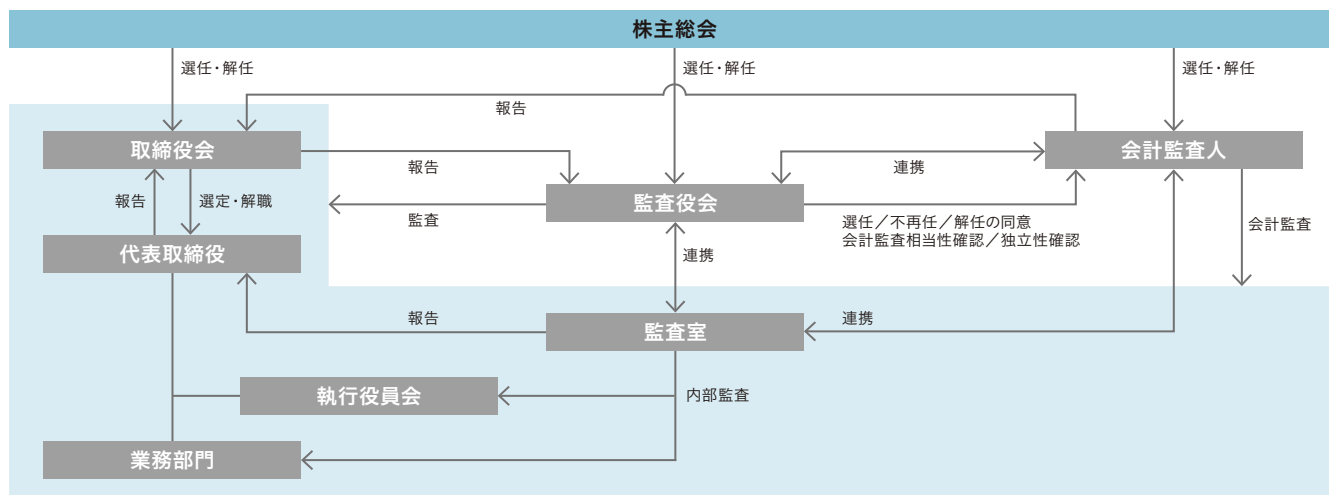 株主総会
選任・解任
選任・解任
選任・解任
報告
取締役会
会計監査人
報告
連携
報告
選定・解職
監査役会
監査
選任／不再任／解任の同意
会計監査相当性確認／独立性確認
会計監査
代表取締役
連携
報告
監査室
連携
執行役員会
内部監査
業務部門